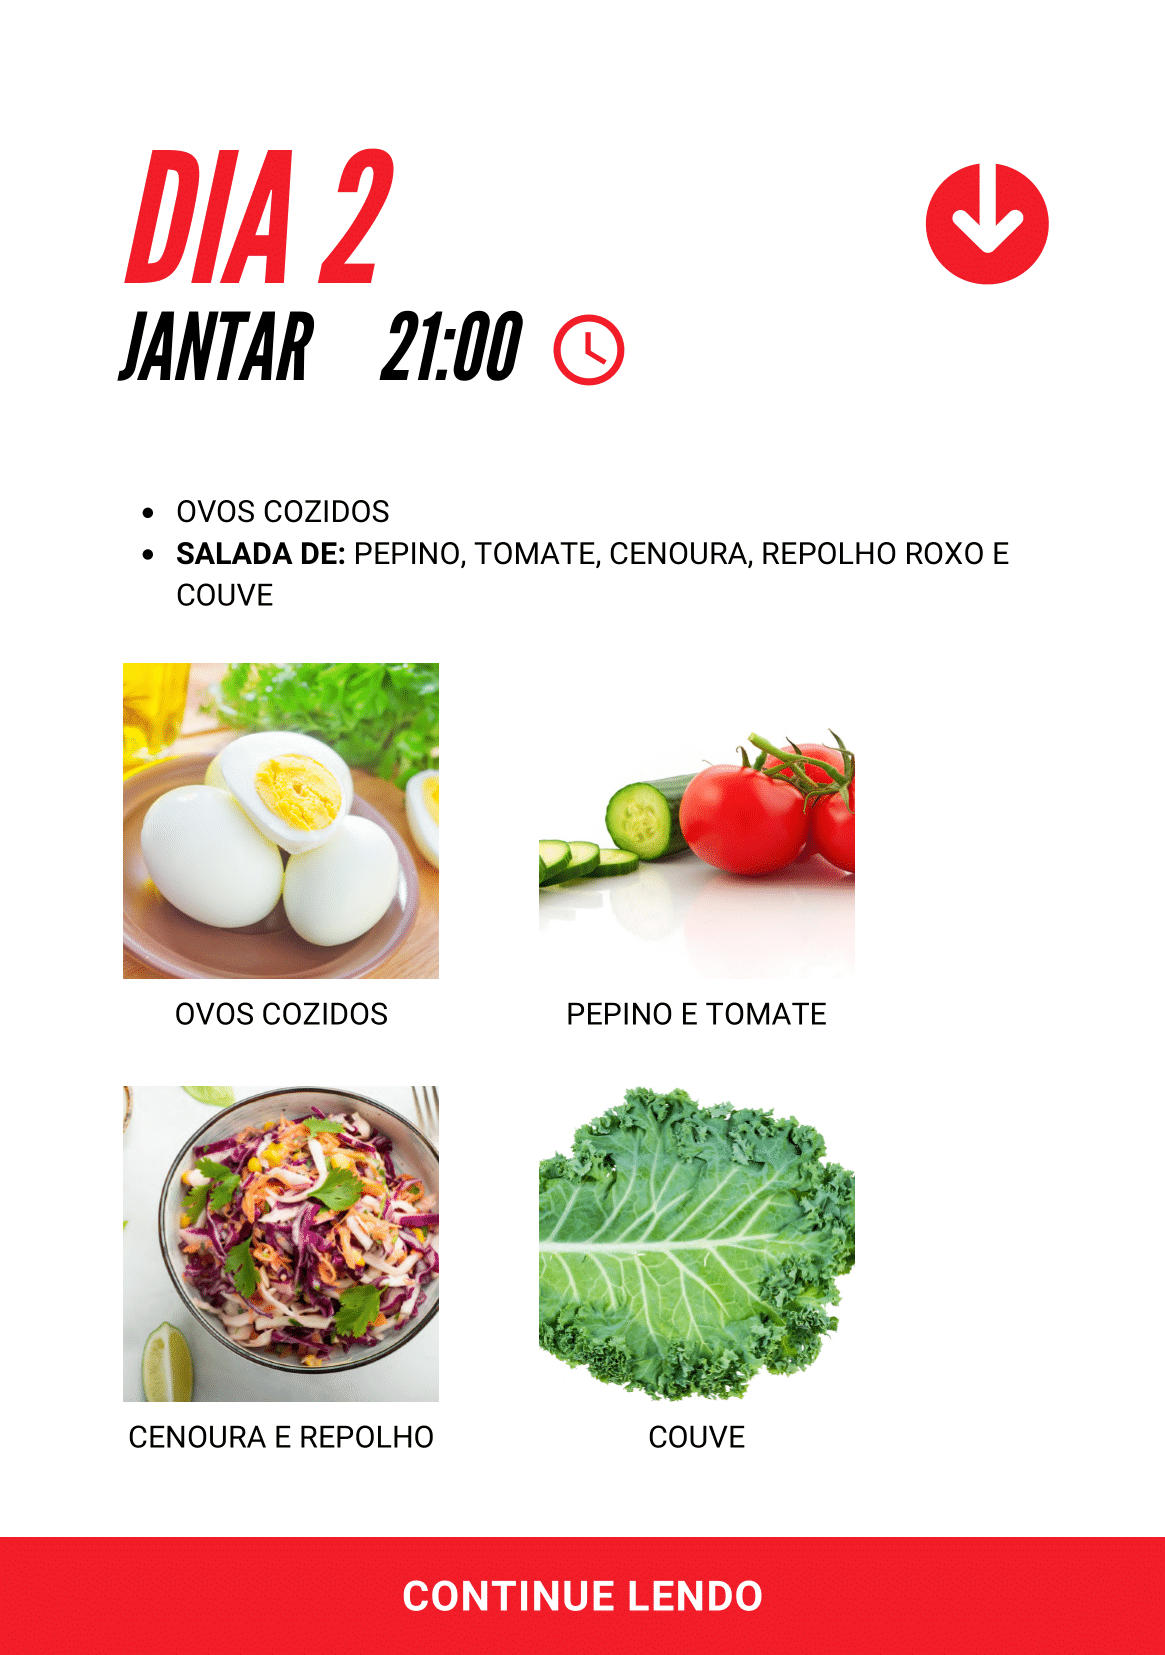 DIA 2
JANTAR 21:00
• OVOS COZIDOS
• SALADA DE: PEPINO, TOMATE, CENOURA, REPOLHO ROXO E
COUVE
OVOS COZIDOS
PEPINO E TOMATE
CENOURA E REPOLHO
COUVE
CONTINUE LENDO